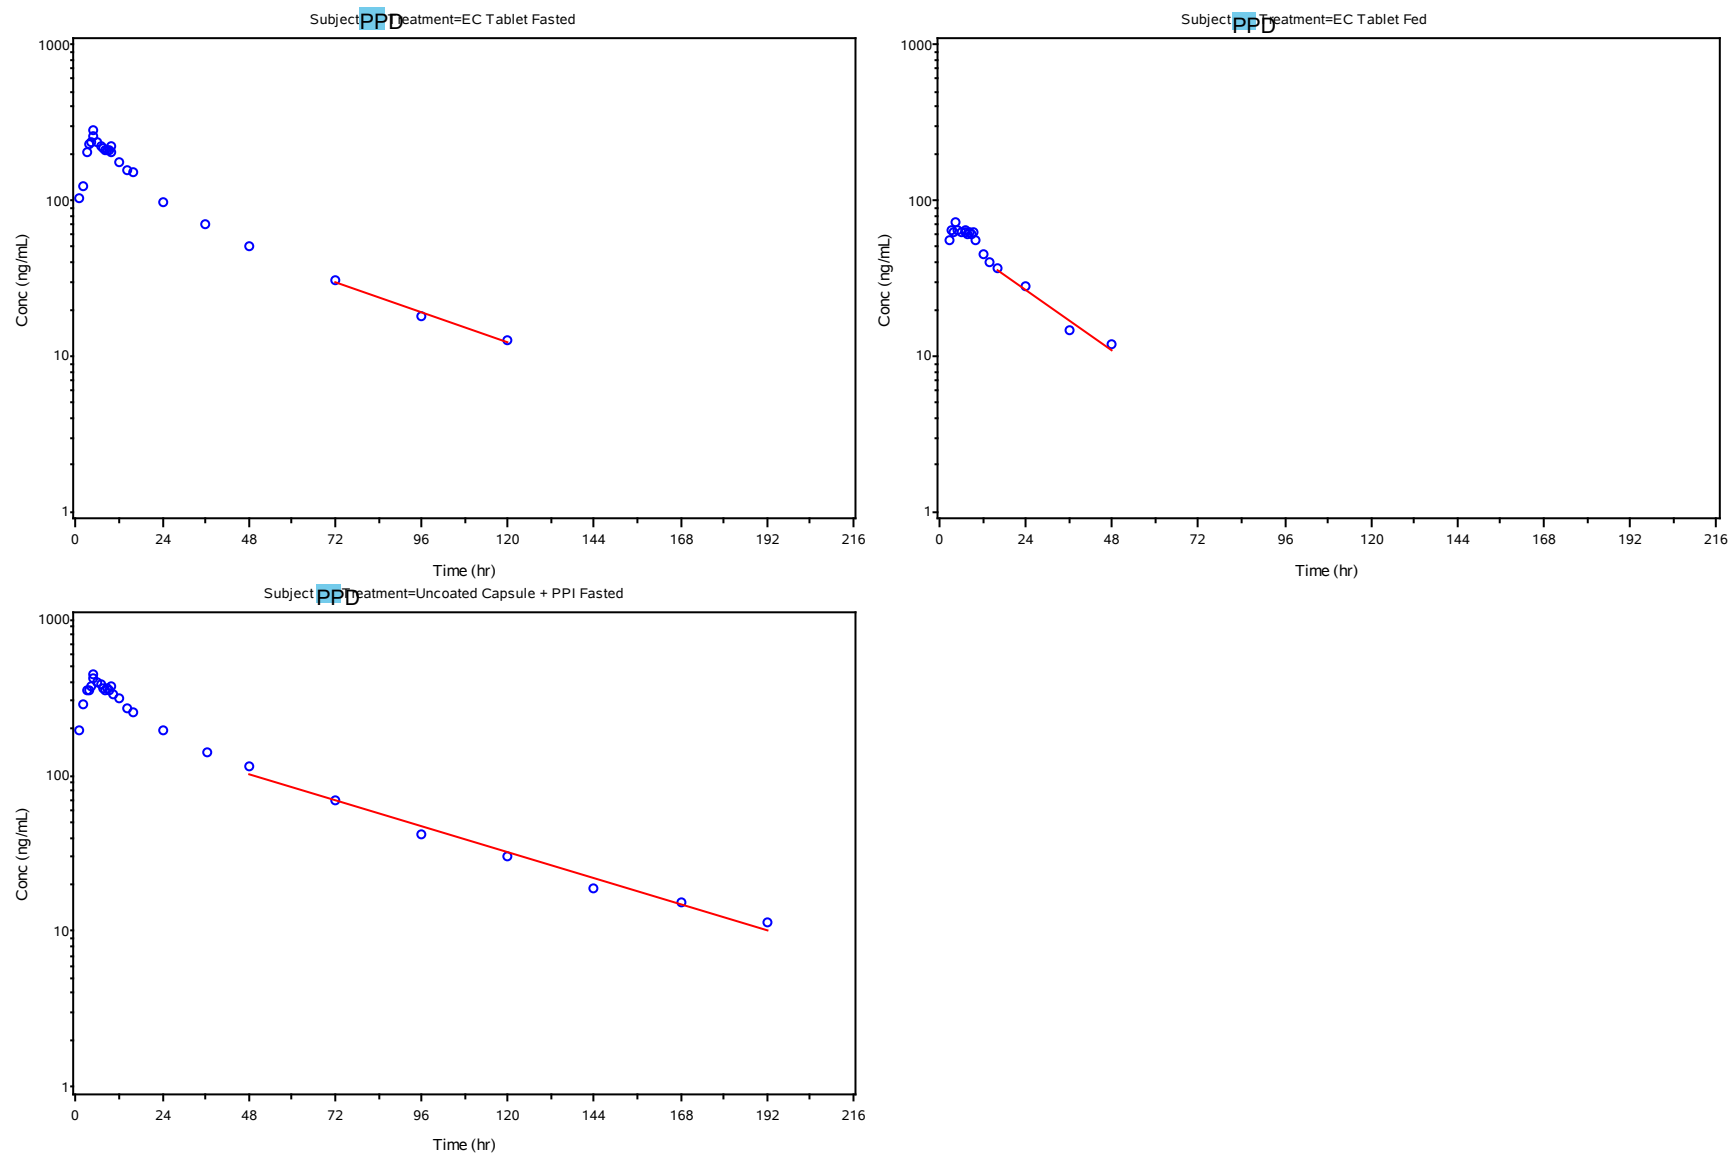 Subject PPD Treatment=EC Tablet Fasted
1000
100
10
1
Conc (ng/mL)
0 24 48 72 96 120 144 168 192 216
Time (hr)
Subject PPD Treatment=EC Tablet Fed
1000
100
10
1
Conc (ng/mL)
0 24 48 72 96 120 144 168 192 216
Time (hr)
Subject PPD Treatment=Uncoated Capsule + PPI Fasted
1000
100
10
1
Conc (ng/mL)
0 24 48 72 96 120 144 168 192 216
Time (hr)